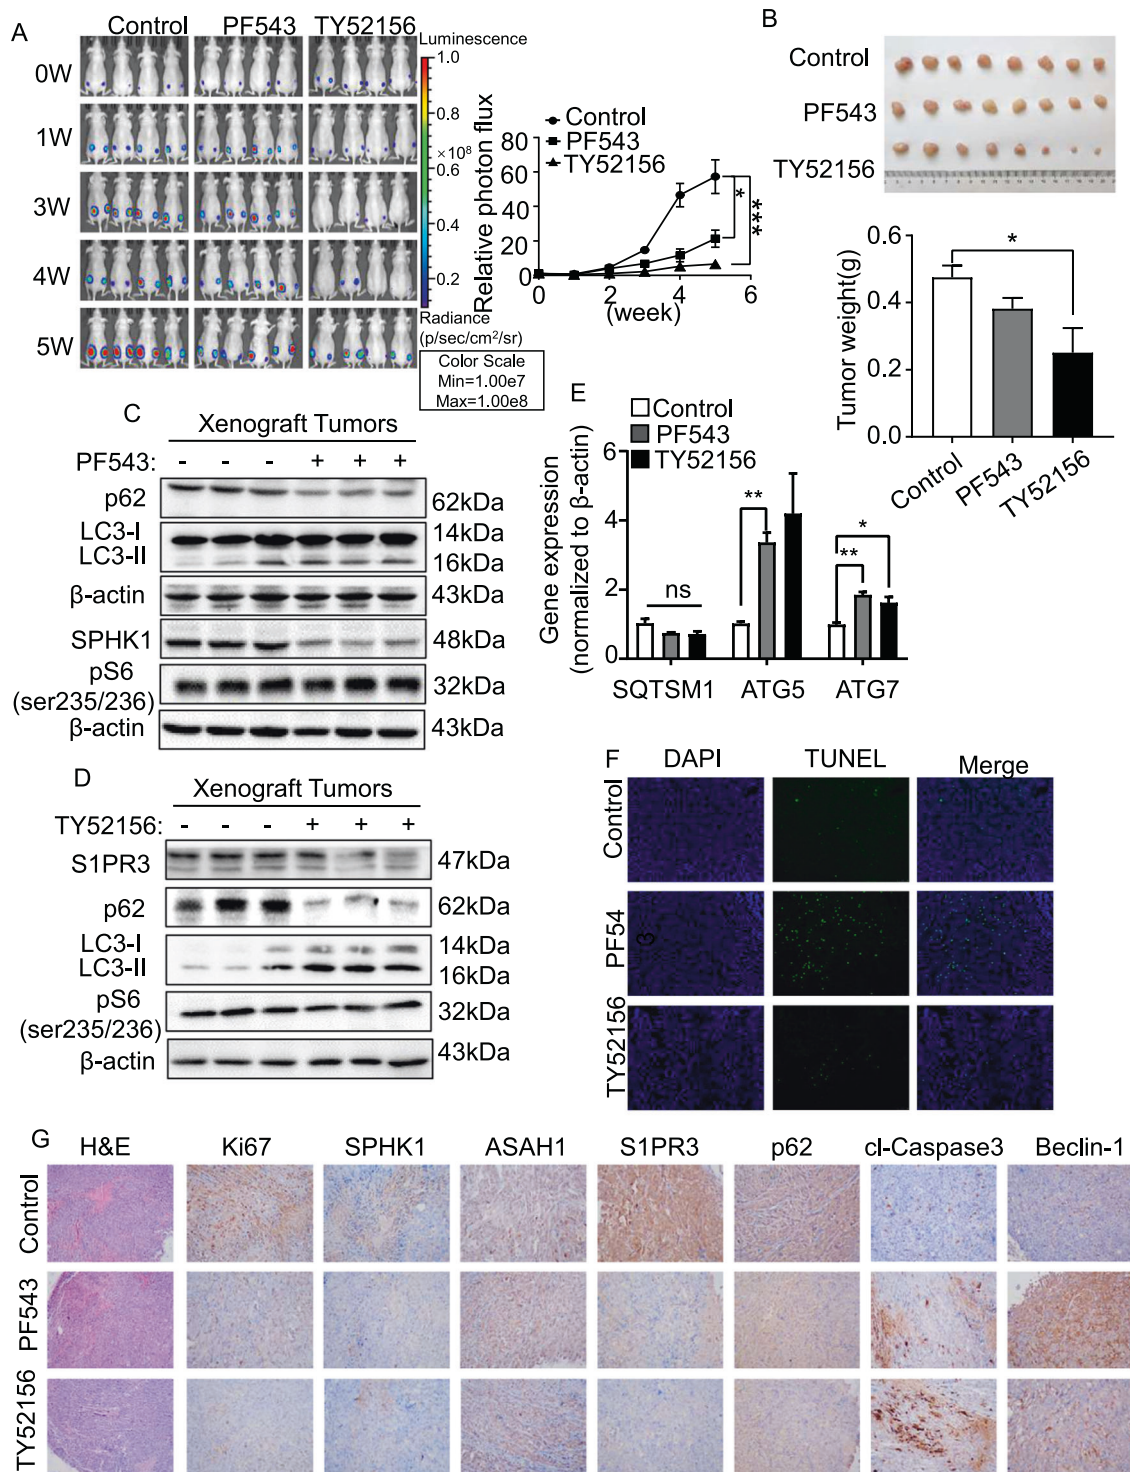 A
Control
PF543
TY52156
0W
1W
3W
4W
5W
Luminescence
1.0
0.8
×10⁸
0.6
0.4
0.2
Radiance
(p/sec/cm²/sr)
Color Scale
Min=1.00e7
Max=1.00e8
Relative photon flux
80
60
40
20
0
Control
PF543
TY52156
*
***
0
2
4
6
(week)
B
Control
PF543
TY52156
Tumor weight(g)
0.6
0.4
0.2
0.0
*
Control
PF543
TY52156
C
Xenograft Tumors
PF543: - - - + + +
p62
62kDa
LC3-I
14kDa
LC3-II
16kDa
β-actin
43kDa
SPHK1
48kDa
pS6
(ser235/236)
32kDa
β-actin
43kDa
D
Xenograft Tumors
TY52156: - - - + + +
S1PR3
47kDa
p62
62kDa
LC3-I
14kDa
LC3-II
16kDa
pS6
(ser235/236)
32kDa
β-actin
43kDa
E
Control
PF543
TY52156
Gene expression
(normalized to β-actin)
6
4
2
0
ns
**
**
*
SQTSM1
ATG5
ATG7
F
DAPI
TUNEL
Merge
Control
PF54
3
TY52156
G
H&E
Ki67
SPHK1
ASAH1
S1PR3
p62
cl-Caspase3
Beclin-1
Control
PF543
TY52156